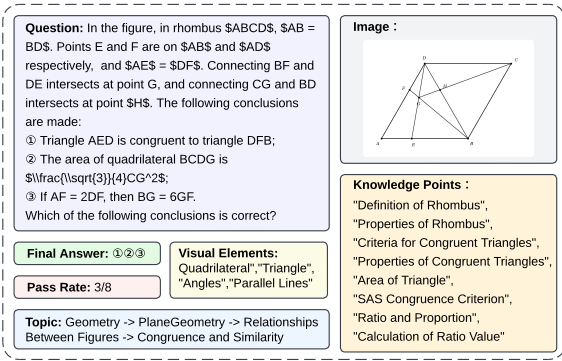 Question: In the figure, in rhombus $ABCD$, $AB =
BD$. Points E and F are on $AB$ and $AD$
respectively,  and $AE$ = $DF$. Connecting BF and
DE intersects at point G, and connecting CG and BD
intersects at point $H$. The following conclusions
are made:
① Triangle AED is congruent to triangle DFB;
② The area of quadrilateral BCDG is
$\\frac{\\sqrt{3}}{4}CG^2$;
③ If AF = 2DF, then BG = 6GF.
Which of the following conclusions is correct?
Final Answer: ①②③
Pass Rate: 3/8
Visual Elements:
Quadrilateral","Triangle",
"Angles","Parallel Lines"
Topic: Geometry -> PlaneGeometry -> Relationships
Between Figures -> Congruence and Similarity
Image：
D
C
F
H
G
A
E
B
Knowledge Points：
"Definition of Rhombus",
"Properties of Rhombus",
"Criteria for Congruent Triangles",
"Properties of Congruent Triangles",
"Area of Triangle",
"SAS Congruence Criterion",
"Ratio and Proportion",
"Calculation of Ratio Value"